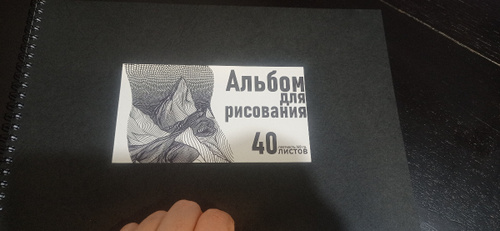 Альбом
для
рисования
40
листов